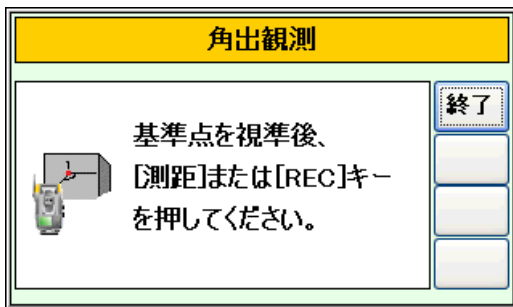 角出観測
終了
基準点を視準後、
[測距]または[REC]キー
を押してください。